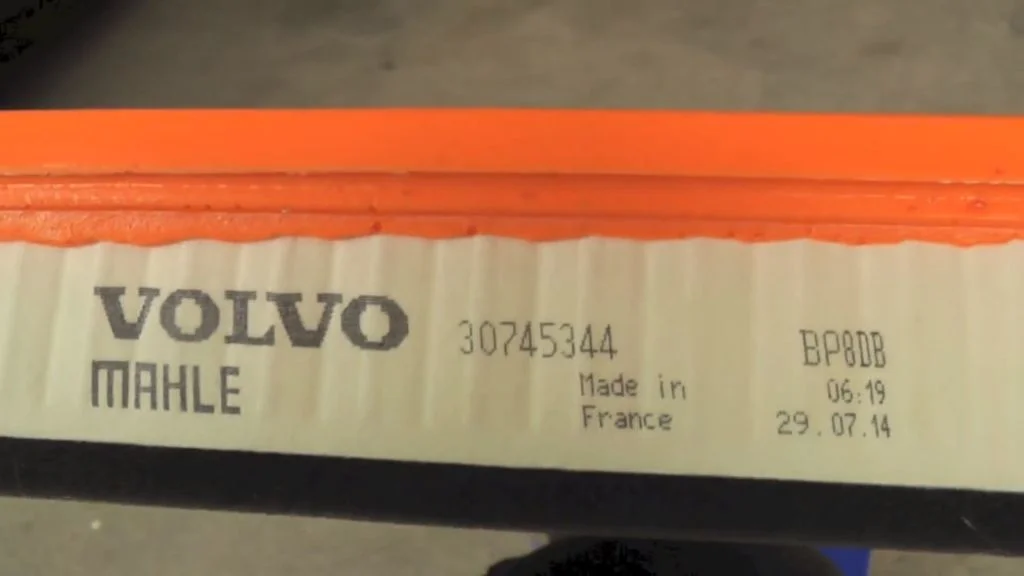 VOLVO 30745344 BP8DB
MAHLE Made in 06:19
France 29.07.14